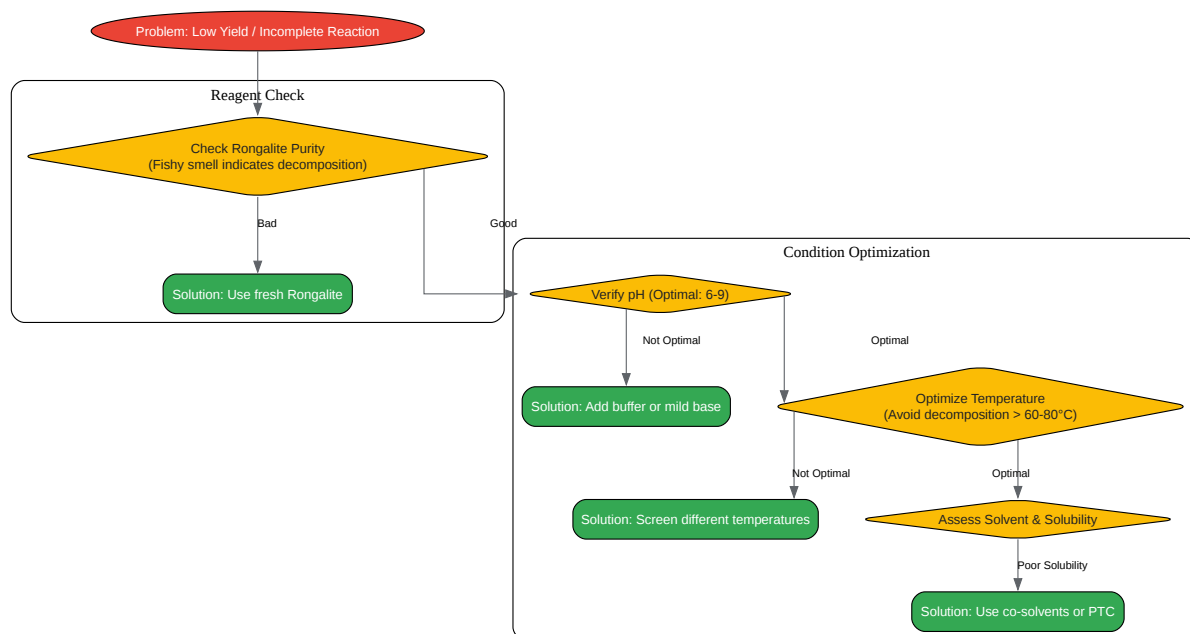 Problem: Low Yield / Incomplete Reaction
Reagent Check
Check Rongalite Purity
(Fishy smell indicates decomposition)
Bad
Good
Solution: Use fresh Rongalite
Condition Optimization
Verify pH (Optimal: 6-9)
Not Optimal
Optimal
Solution: Add buffer or mild base
Optimize Temperature
(Avoid decomposition > 60-80°C)
Not Optimal
Optimal
Solution: Screen different temperatures
Assess Solvent & Solubility
Poor Solubility
Solution: Use co-solvents or PTC